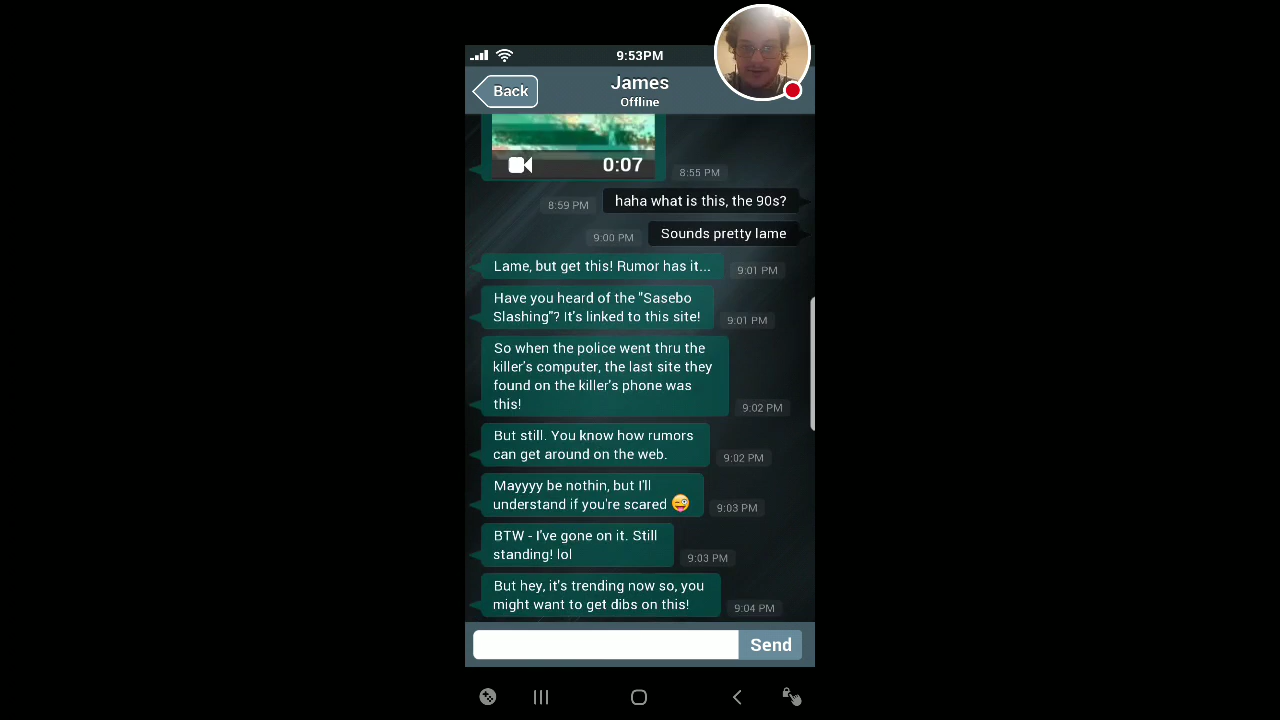 9:53PM
Back
James
Offline
0:07
8:55 PM
haha what is this, the 90s?
8:59 PM
Sounds pretty lame
9:00 PM
Lame, but get this! Rumor has it...
9:01 PM
Have you heard of the "Sasebo
Slashing"? It's linked to this site!
9:01 PM
So when the police went thru the
killer's computer, the last site they
found on the killer's phone was
this!
9:02 PM
But still. You know how rumors
can get around on the web.
9:02 PM
Mayyyy be nothin, but I'll
understand if you're scared 😜
9:03 PM
BTW - I've gone on it. Still
standing! lol
9:03 PM
But hey, it's trending now so, you
might want to get dibs on this!
9:04 PM
Send